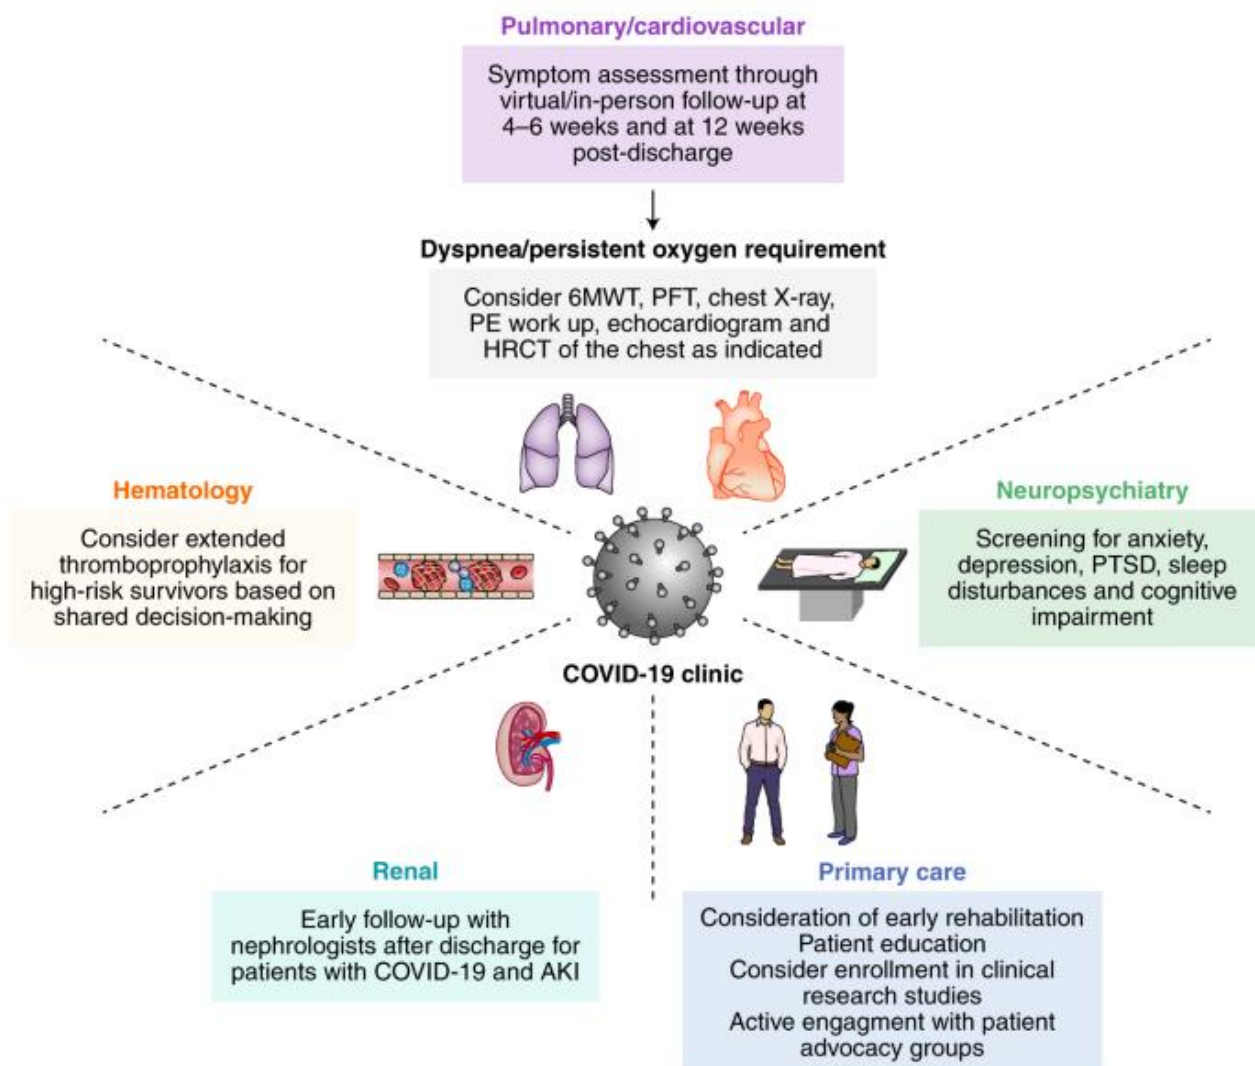 Pulmonary/cardiovascular
Symptom assessment through
virtual/in-person follow-up at
4–6 weeks and at 12 weeks
post-discharge
Dyspnea/persistent oxygen requirement
Consider 6MWT, PFT, chest X-ray,
PE work up, echocardiogram and
HRCT of the chest as indicated
Hematology
Consider extended
thromboprophylaxis for
high-risk survivors based on
shared decision-making
Neuropsychiatry
Screening for anxiety,
depression, PTSD, sleep
disturbances and cognitive
impairment
COVID-19 clinic
Renal
Early follow-up with
nephrologists after discharge for
patients with COVID-19 and AKI
Primary care
Consideration of early rehabilitation
Patient education
Consider enrollment in clinical
research studies
Active engagment with patient
advocacy groups